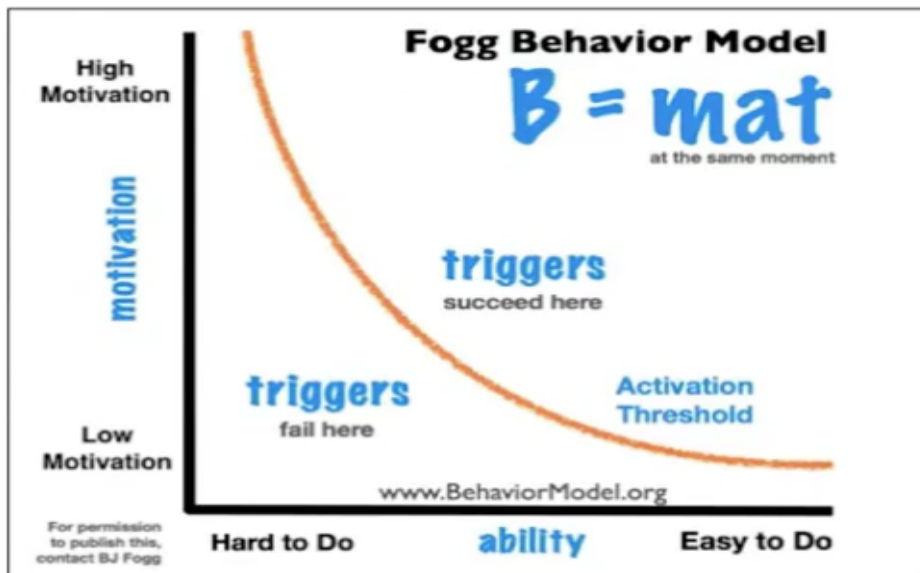 Fogg Behavior Model
B = mat
at the same moment
High
Motivation
motivation
triggers
succeed here
triggers
fail here
Activation
Threshold
Low
Motivation
www.BehaviorModel.org
For permission
to publish this,
contact BJ Fogg
Hard to Do
ability
Easy to Do